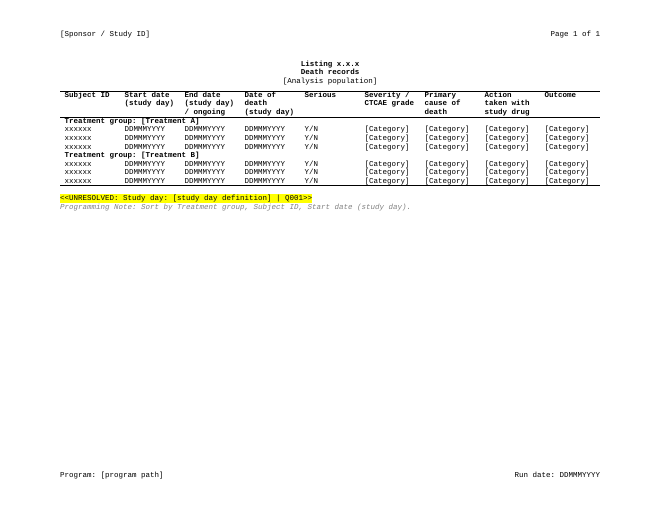 [Sponsor / Study ID] Page 1 of 1
Listing x.x.x
Death records
[Analysis population]
Subject ID Start date End date Date of Serious Severity / Primary Action Outcome
(study day) (study day) death CTCAE grade cause of taken with
/ ongoing (study day) death study drug
Treatment group: [Treatment A]
xxxxxx DDMMMYYYY DDMMMYYYY DDMMMYYYY Y/N [Category] [Category] [Category] [Category]
xxxxxx DDMMMYYYY DDMMMYYYY DDMMMYYYY Y/N [Category] [Category] [Category] [Category]
xxxxxx DDMMMYYYY DDMMMYYYY DDMMMYYYY Y/N [Category] [Category] [Category] [Category]
Treatment group: [Treatment B]
xxxxxx DDMMMYYYY DDMMMYYYY DDMMMYYYY Y/N [Category] [Category] [Category] [Category]
xxxxxx DDMMMYYYY DDMMMYYYY DDMMMYYYY Y/N [Category] [Category] [Category] [Category]
xxxxxx DDMMMYYYY DDMMMYYYY DDMMMYYYY Y/N [Category] [Category] [Category] [Category]
<<UNRESOLVED: Study day: [study day definition] | Q001>>
Programming Note: Sort by Treatment group, Subject ID, Start date (study day).
Program: [program path] Run date: DDMMMYYYY